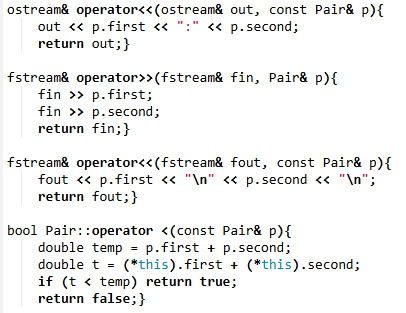 ostream& operator<<(ostream& out, const Pair& p){
    out << p.first << ":" << p.second;
    return out;}
fstream& operator>>(fstream& fin, Pair& p){
    fin >> p.first;
    fin >> p.second;
    return fin;}
fstream& operator<<(fstream& fout, const Pair& p){
    fout << p.first << "\n" << p.second << "\n";
    return fout;}
bool Pair::operator <(const Pair& p){
    double temp = p.first + p.second;
    double t = (*this).first + (*this).second;
    if (t < temp) return true;
    return false;}